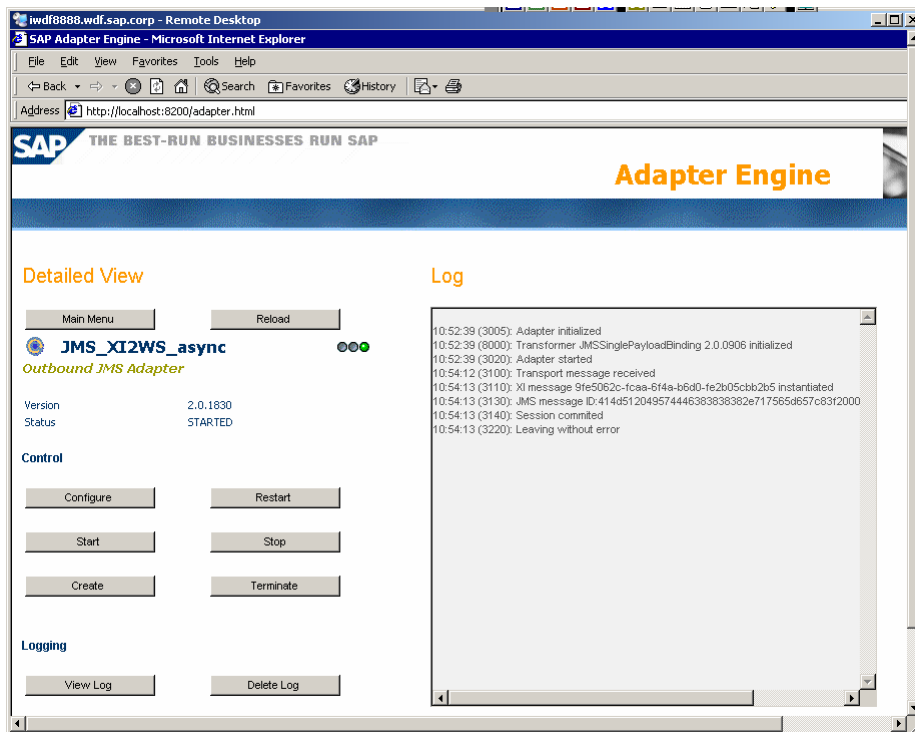 iwdf8888.wdf.sap.corp - Remote Desktop
SAP Adapter Engine - Microsoft Internet Explorer
File Edit View Favorites Tools Help
Back Search Favorites History
Address http://localhost:8200/adapter.html
SAP THE BEST-RUN BUSINESSES RUN SAP
Adapter Engine
Detailed View
Main Menu Reload
JMS_XI2WS_async
Outbound JMS Adapter
Version 2.0.1830
Status STARTED
Control
Configure Restart
Start Stop
Create Terminate
Logging
View Log Delete Log
Log
10:52:39 (3005): Adapter initialized
10:52:39 (8000): Transformer JMSSinglePayloadBinding 2.0.0906 initialized
10:52:39 (3020): Adapter started
10:54:12 (3100): Transport message received
10:54:13 (3110): XI message 9fe5062c-fcaa-6f4a-b6d0-fe2b05cbb2b5 instantiated
10:54:13 (3130): JMS message ID:414d512049574446383838382e717565d657c83f2000
10:54:13 (3140): Session commited
10:54:13 (3220): Leaving without error